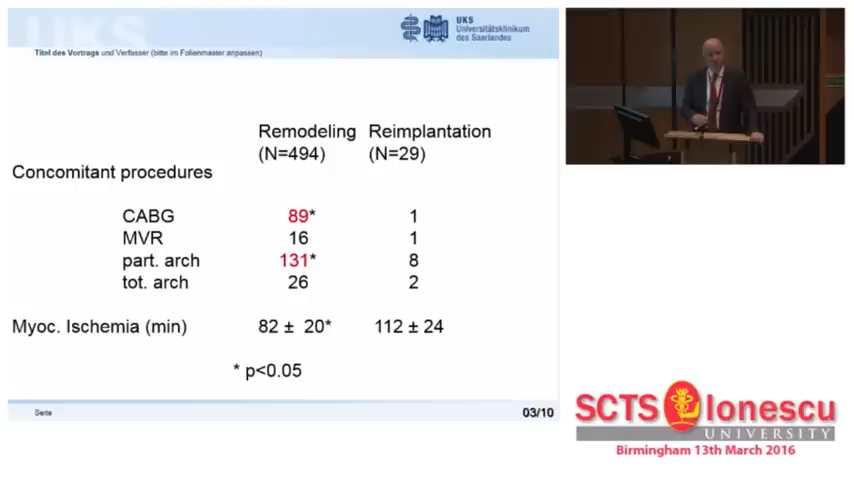 UKS
UKS
Universitätsklinikum
des Saarlandes
Titel des Vortrags und Verfasser (bitte im Folienmaster anpassen)
Remodeling Reimplantation
(N=494) (N=29)
Concomitant procedures
CABG 89* 1
MVR 16 1
part. arch 131* 8
tot. arch 26 2
Myoc. Ischemia (min) 82 ± 20* 112 ± 24
* p<0.05
Seite 03/10
SCTS Ionescu
UNIVERSITY
Birmingham 13th March 2016